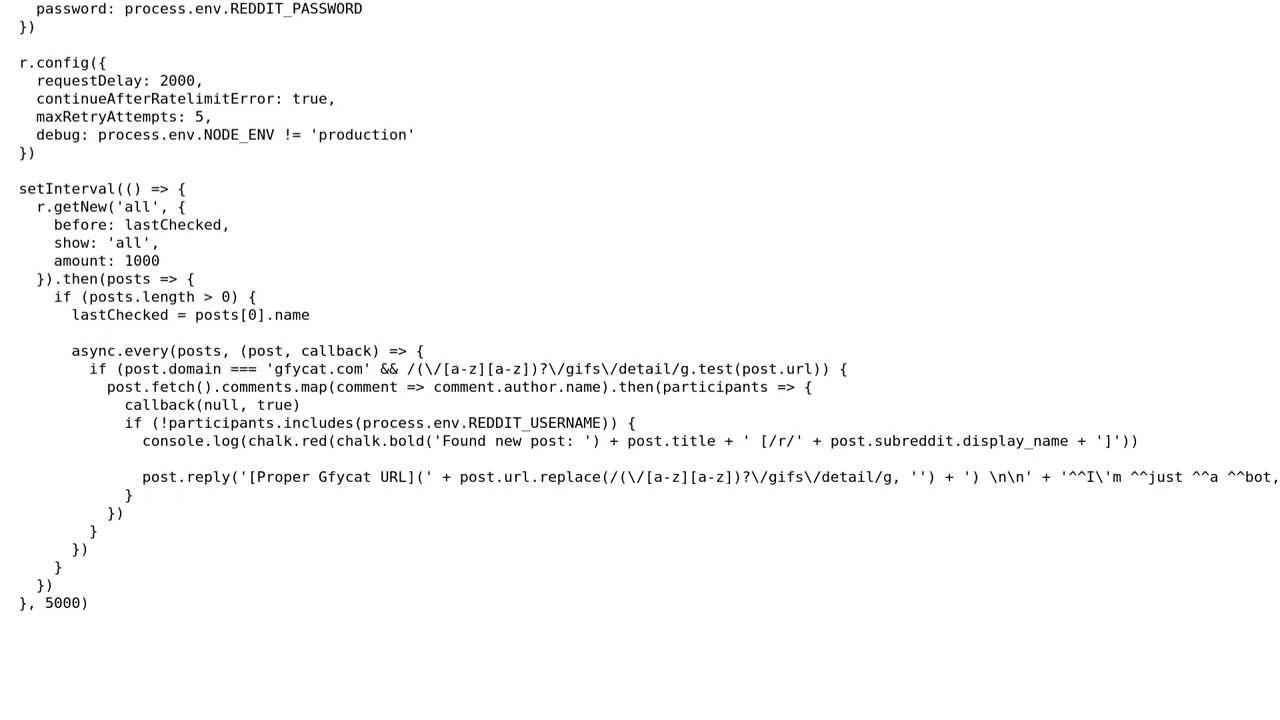 password: process.env.REDDIT_PASSWORD
})

r.config({
  requestDelay: 2000,
  continueAfterRatelimitError: true,
  maxRetryAttempts: 5,
  debug: process.env.NODE_ENV != 'production'
})

setInterval(() => {
  r.getNew('all', {
    before: lastChecked,
    show: 'all',
    amount: 1000
  }).then(posts => {
    if (posts.length > 0) {
      lastChecked = posts[0].name

      async.every(posts, (post, callback) => {
        if (post.domain === 'gfycat.com' && /(\/[a-z][a-z])?\/gifs\/detail/g.test(post.url)) {
          post.fetch().comments.map(comment => comment.author.name).then(participants => {
            callback(null, true)
            if (!participants.includes(process.env.REDDIT_USERNAME)) {
              console.log(chalk.red(chalk.bold('Found new post: ') + post.title + ' [/r/' + post.subreddit.display_name + ']'))

              post.reply('[Proper Gfycat URL](' + post.url.replace(/(\/[a-z][a-z])?\/gifs\/detail/g, '') + ') \n\n' + '^^I\'m ^^just ^^a ^^bot,
            }
          })
        }
      })
    }
  })
}, 5000)